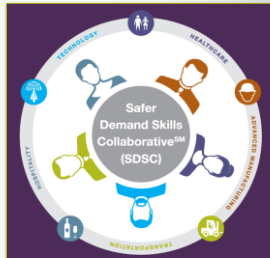 TECHNOLOGY
HEALTHCARE
ADVANCED MANUFACTURING
TRANSPORTATION
HOSPITALITY
Safer
Demand Skills
Collaborative℠
(SDSC)